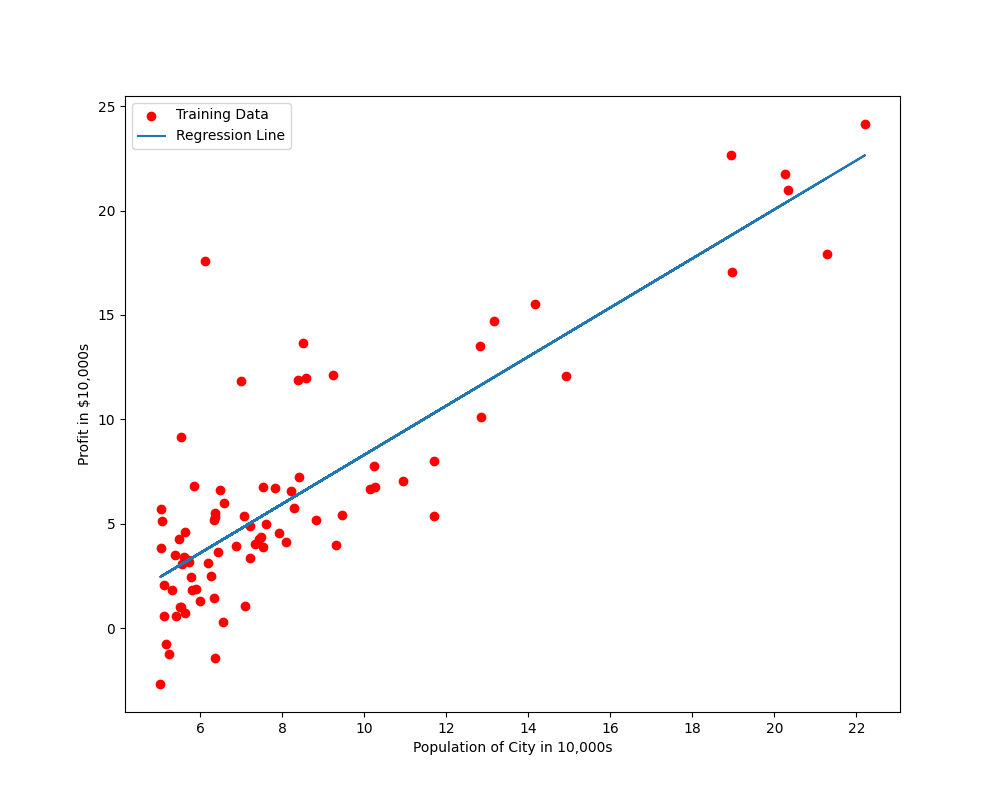 Training Data
Regression Line
25
20
15
10
5
0
Profit in $10,000s
6 8 10 12 14 16 18 20 22
Population of City in 10,000s